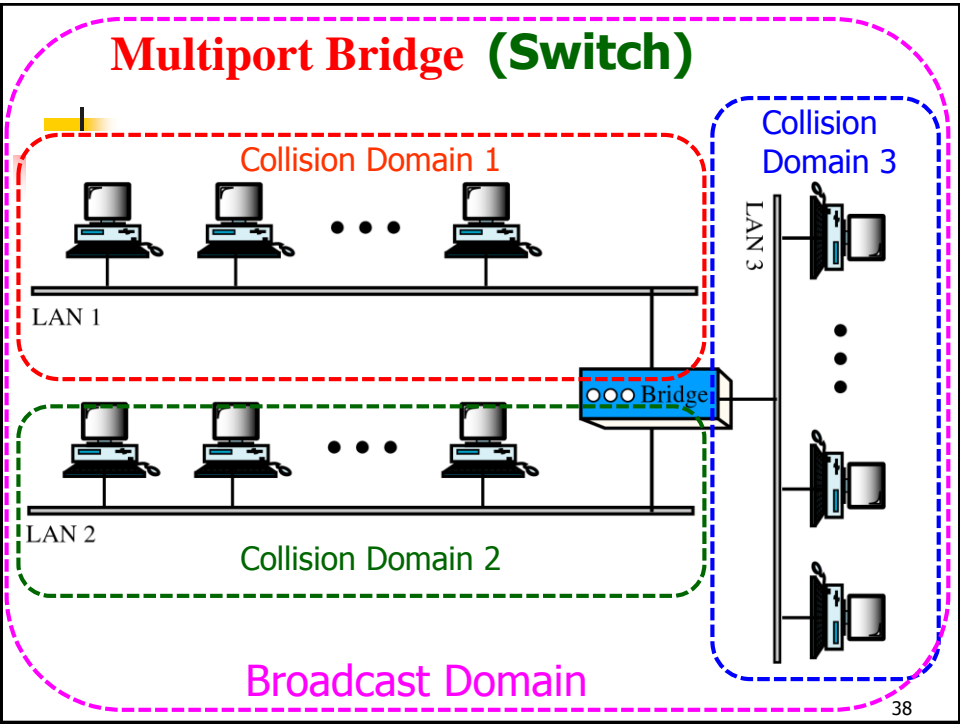 Multiport Bridge (Switch)
Collision Domain 1
LAN 1
Collision
Domain 3
LAN 3
Bridge
LAN 2
Collision Domain 2
Broadcast Domain
38